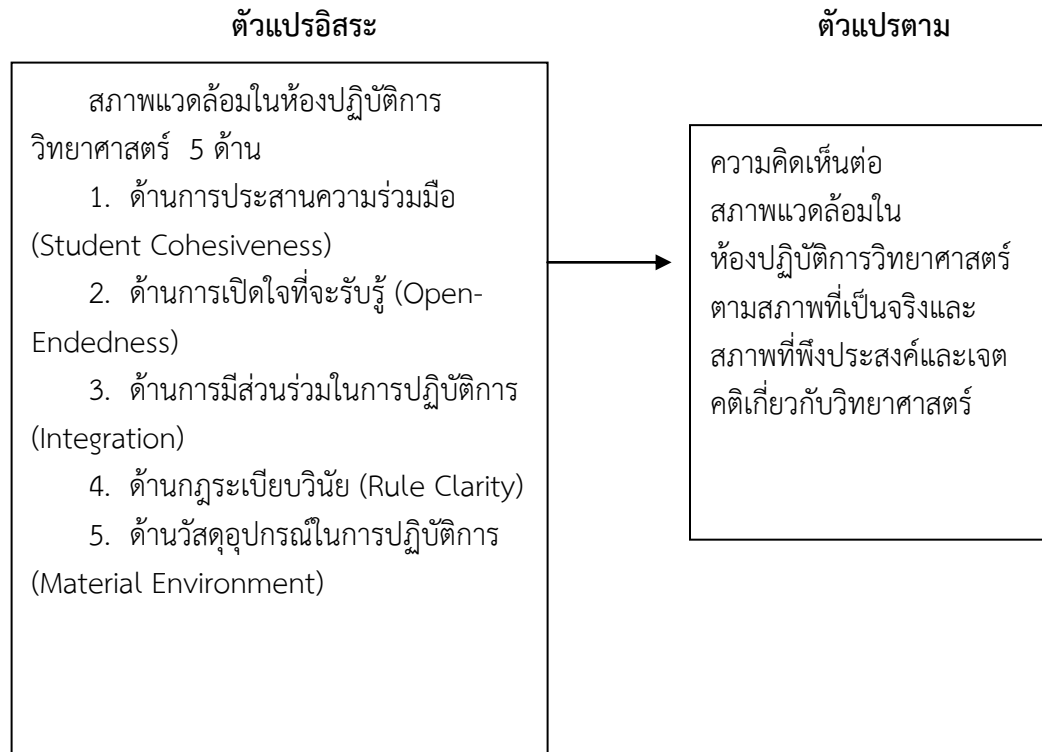 ตัวแปรอิสระ
ตัวแปรตาม
สภาพแวดล้อมในห้องปฏิบัติการ
วิทยาศาสตร์ 5 ด้าน
1. ด้านการประสานความร่วมมือ
(Student Cohesiveness)
2. ด้านการเปิดใจที่จะรับรู้ (Open-
Endedness)
3. ด้านการมีส่วนร่วมในการปฏิบัติการ
(Integration)
4. ด้านกฎระเบียบวินัย (Rule Clarity)
5. ด้านวัสดุอุปกรณ์ในการปฏิบัติการ
(Material Environment)
ความคิดเห็นต่อ
สภาพแวดล้อมใน
ห้องปฏิบัติการวิทยาศาสตร์
ตามสภาพที่เป็นจริงและ
สภาพที่พึงประสงค์และเจต
คติเกี่ยวกับวิทยาศาสตร์